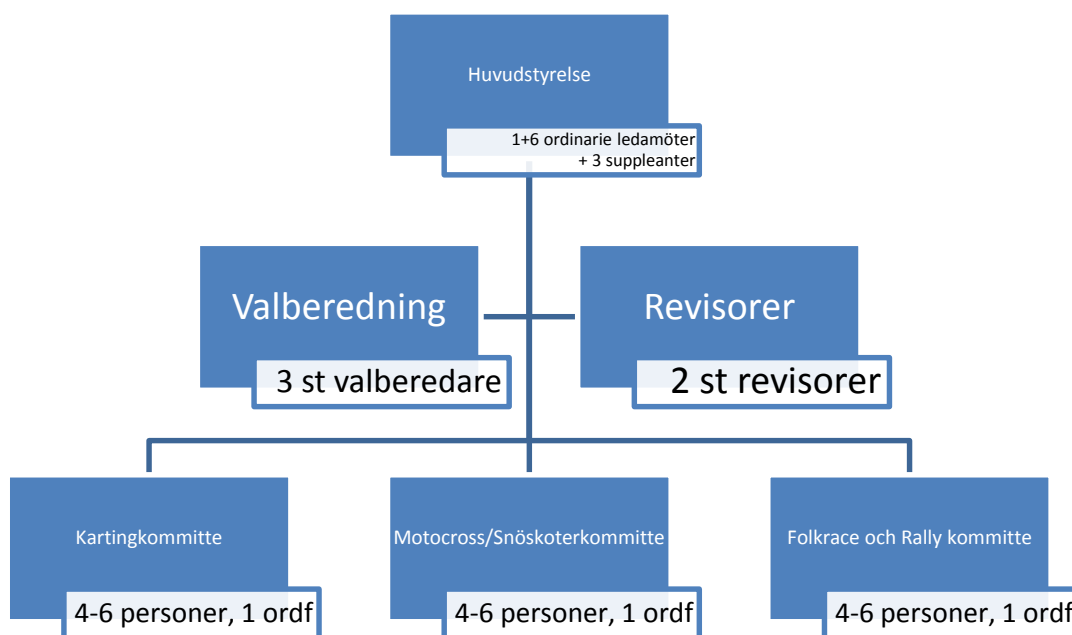 Huvudstyrelse
1+6 ordinarie ledamöter
+ 3 suppleanter
Valberedning
3 st valberedare
Revisorer
2 st revisorer
Kartingkommitte
4-6 personer, 1 ordf
Motocross/Snöskoterkommitte
4-6 personer, 1 ordf
Folkrace och Rally kommitte
4-6 personer, 1 ordf